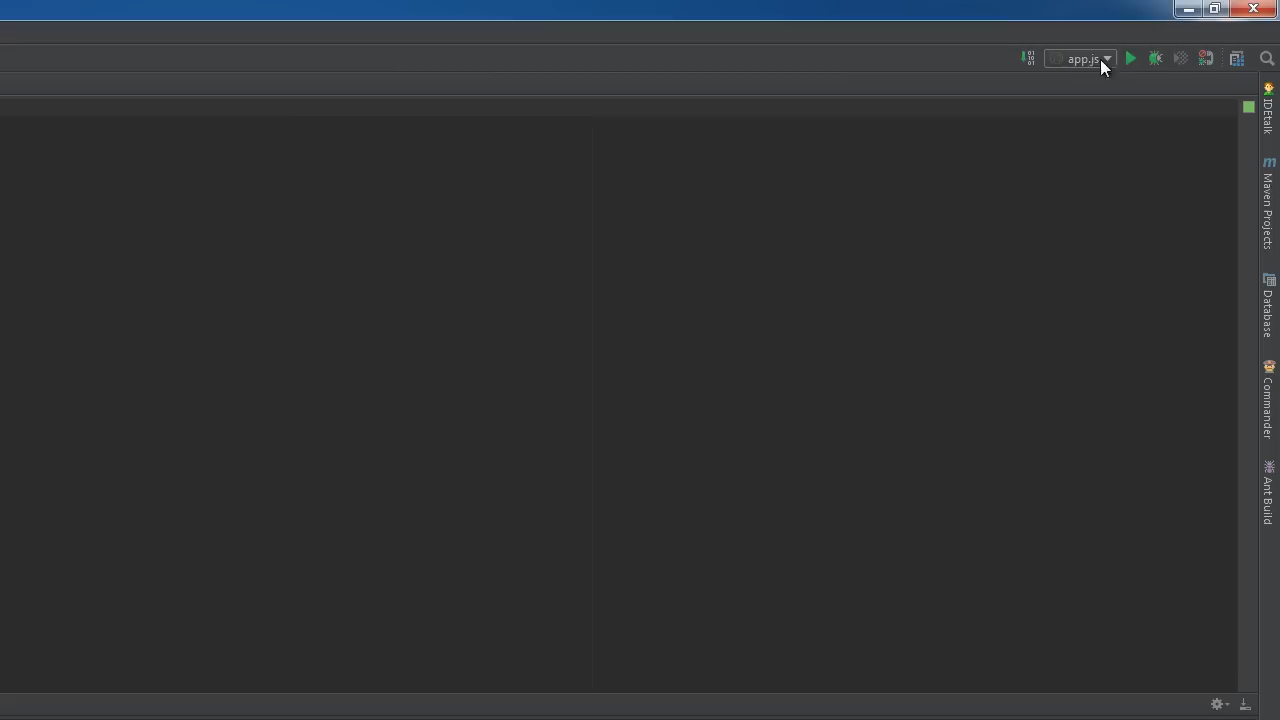 app.js
IDEtalk
m
Maven Projects
Database
Commander
Ant Build